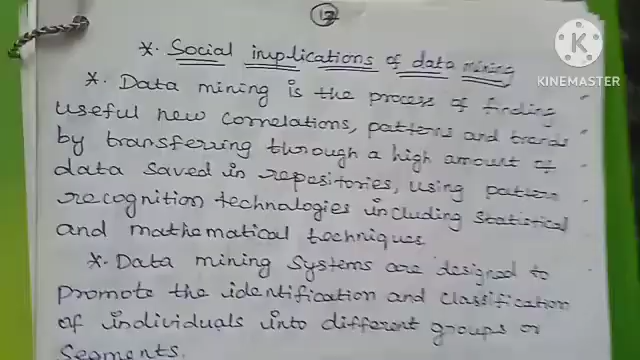 12
*. Social implications of data mining
KINEMASTER
*. Data mining is the process of finding
useful new correlations, patterns and trends
by transferring through a high amount of
data saved in repositories, using pattern
recognition technologies including statistical
and mathematical techniques.
*. Data mining systems are designed to
promote the identification and classification
of individuals into different groups or
segments.